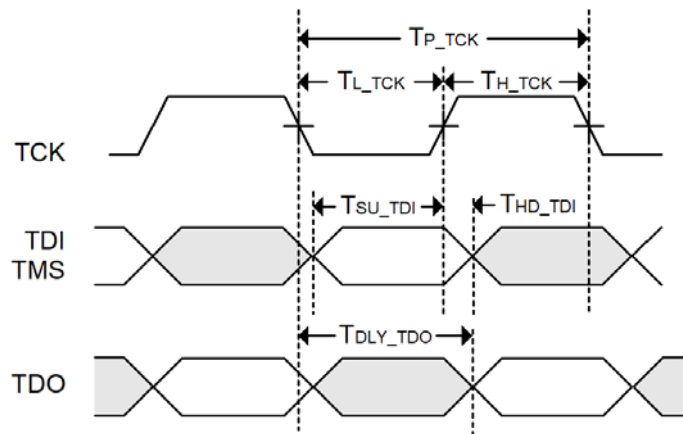 TP_TCK
TL_TCK TH_TCK
TCK
TSU_TDI THD_TDI
TDI
TMS
TDLY_TDO
TDO